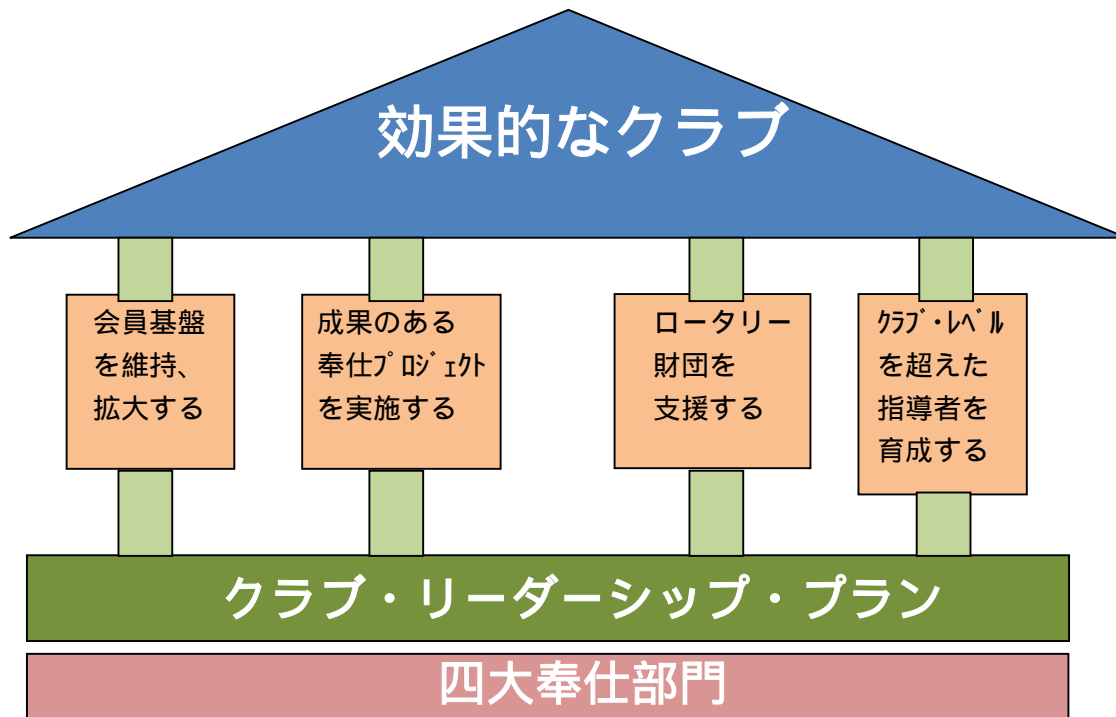 効果的なクラブ
会員基盤
を維持、
拡大する
成果のある
奉仕ﾌﾟﾛｼﾞｪｸﾄ
を実施する
ロータリー
財団を
支援する
ｸﾗﾌﾞ・ﾚﾍﾞﾙ
を超えた
指導者を
育成する
クラブ・リーダーシップ・プラン
四大奉仕部門